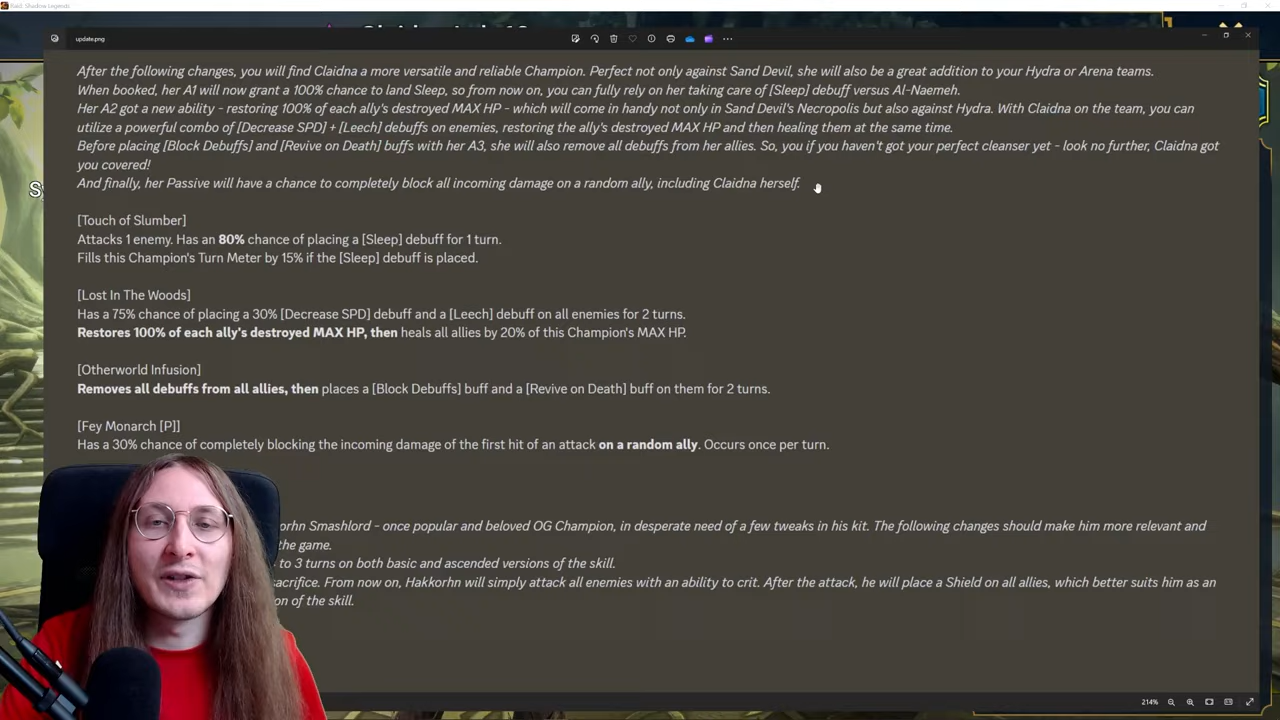 Raid: Shadow Legends
update.png
After the following changes, you will find Claidna a more versatile and reliable Champion. Perfect not only against Sand Devil, she will also be a great addition to your Hydra or Arena teams.
When booked, her A1 will now grant a 100% chance to land Sleep, so from now on, you can fully rely on her taking care of [Sleep] debuff versus Al-Naemeh.
Her A2 got a new ability - restoring 100% of each ally's destroyed MAX HP - which will come in handy not only in Sand Devil's Necropolis but also against Hydra. With Claidna on the team, you can
utilize a powerful combo of [Decrease SPD] + [Leech] debuffs on enemies, restoring the ally's destroyed MAX HP and then healing them at the same time.
Before placing [Block Debuffs] and [Revive on Death] buffs with her A3, she will also remove all debuffs from her allies. So, you if you haven't got your perfect cleanser yet - look no further, Claidna got
you covered!
And finally, her Passive will have a chance to completely block all incoming damage on a random ally, including Claidna herself.
[Touch of Slumber]
Attacks 1 enemy. Has an 80% chance of placing a [Sleep] debuff for 1 turn.
Fills this Champion's Turn Meter by 15% if the [Sleep] debuff is placed.
[Lost In The Woods]
Has a 75% chance of placing a 30% [Decrease SPD] debuff and a [Leech] debuff on all enemies for 2 turns.
Restores 100% of each ally's destroyed MAX HP, then heals all allies by 20% of this Champion's MAX HP.
[Otherworld Infusion]
Removes all debuffs from all allies, then places a [Block Debuffs] buff and a [Revive on Death] buff on them for 2 turns.
[Fey Monarch [P]]
Has a 30% chance of completely blocking the incoming damage of the first hit of an attack on a random ally. Occurs once per turn.
orhn Smashlord - once popular and beloved OG Champion, in desperate need of a few tweaks in his kit. The following changes should make him more relevant and
the game.
to 3 turns on both basic and ascended versions of the skill.
sacrifice. From now on, Hakkorhn will simply attack all enemies with an ability to crit. After the attack, he will place a Shield on all allies, which better suits him as an
on of the skill.
214%